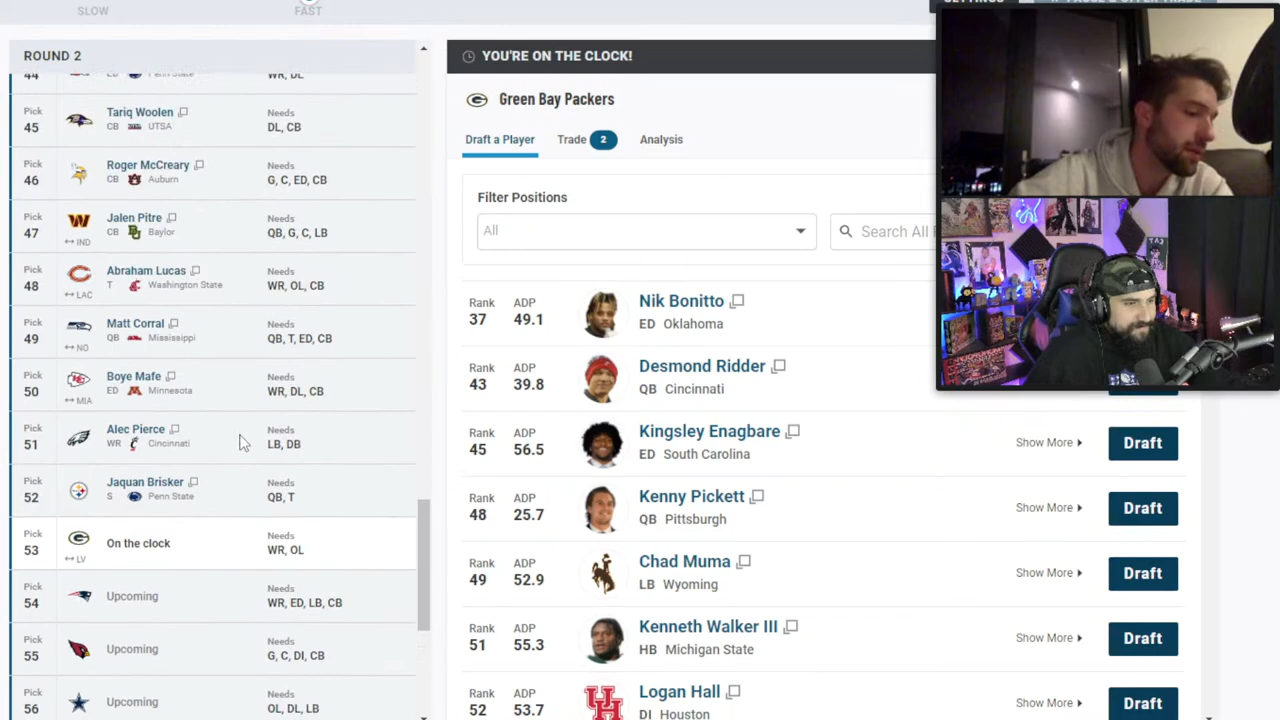 SLOW
FAST
ROUND 2
44
Penn State
WR, DL
Pick
45
Tariq Woolen
CB UTSA
Needs
DL, CB
Pick
46
Roger McCreary
CB Auburn
Needs
G, C, ED, CB
Pick
47
IND
Jalen Pitre
CB Baylor
Needs
QB, G, C, LB
Pick
48
LAC
Abraham Lucas
T Washington State
Needs
WR, OL, CB
Pick
49
NO
Matt Corral
QB Mississippi
Needs
QB, T, ED, CB
Pick
50
MIA
Boye Mafe
ED Minnesota
Needs
WR, DL, CB
Pick
51
Alec Pierce
WR Cincinnati
Needs
LB, DB
Pick
52
Jaquan Brisker
S Penn State
Needs
QB, T
Pick
53
LV
On the clock
Needs
WR, OL
Pick
54
Upcoming
Needs
WR, ED, LB, CB
Pick
55
Upcoming
Needs
G, C, DI, CB
Pick
56
Upcoming
Needs
OL, DL, LB
YOU'RE ON THE CLOCK!
Green Bay Packers
Draft a Player
Trade 2
Analysis
Filter Positions
All
Search All
Rank
37
ADP
49.1
Nik Bonitto
ED Oklahoma
Rank
43
ADP
39.8
Desmond Ridder
QB Cincinnati
Rank
45
ADP
56.5
Kingsley Enagbare
ED South Carolina
Show More
Draft
Rank
48
ADP
25.7
Kenny Pickett
QB Pittsburgh
Show More
Draft
Rank
49
ADP
52.9
Chad Muma
LB Wyoming
Show More
Draft
Rank
51
ADP
55.3
Kenneth Walker III
HB Michigan State
Show More
Draft
Rank
52
ADP
53.7
Logan Hall
DI Houston
Show More
Draft